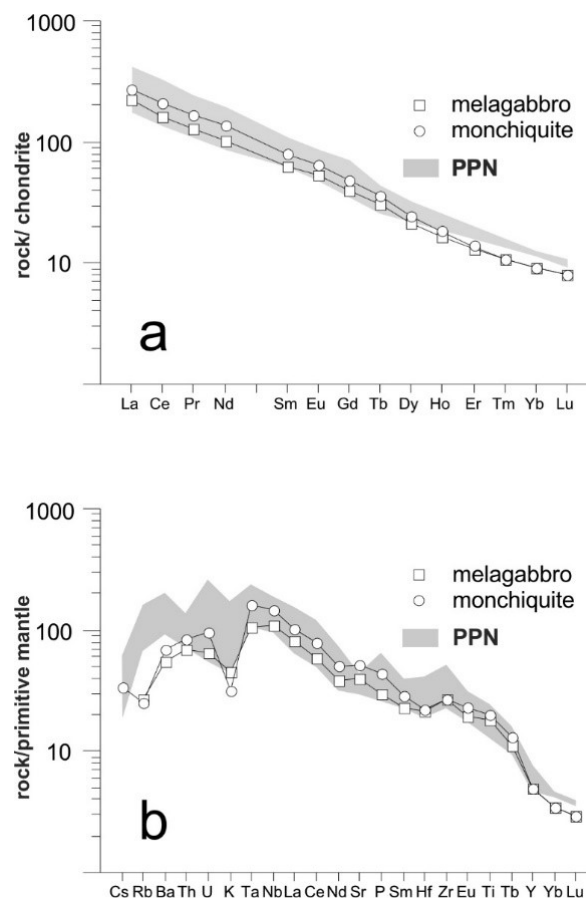 1000
100
10
rock/ chondrite
melagabbro
monchiquite
PPN
a
La Ce Pr Nd Sm Eu Gd Tb Dy Ho Er Tm Yb Lu
1000
100
10
rock/primitive mantle
melagabbro
monchiquite
PPN
b
Cs Rb Ba Th U K Ta Nb La Ce Nd Sr P Sm Hf Zr Eu Ti Tb Y Yb Lu